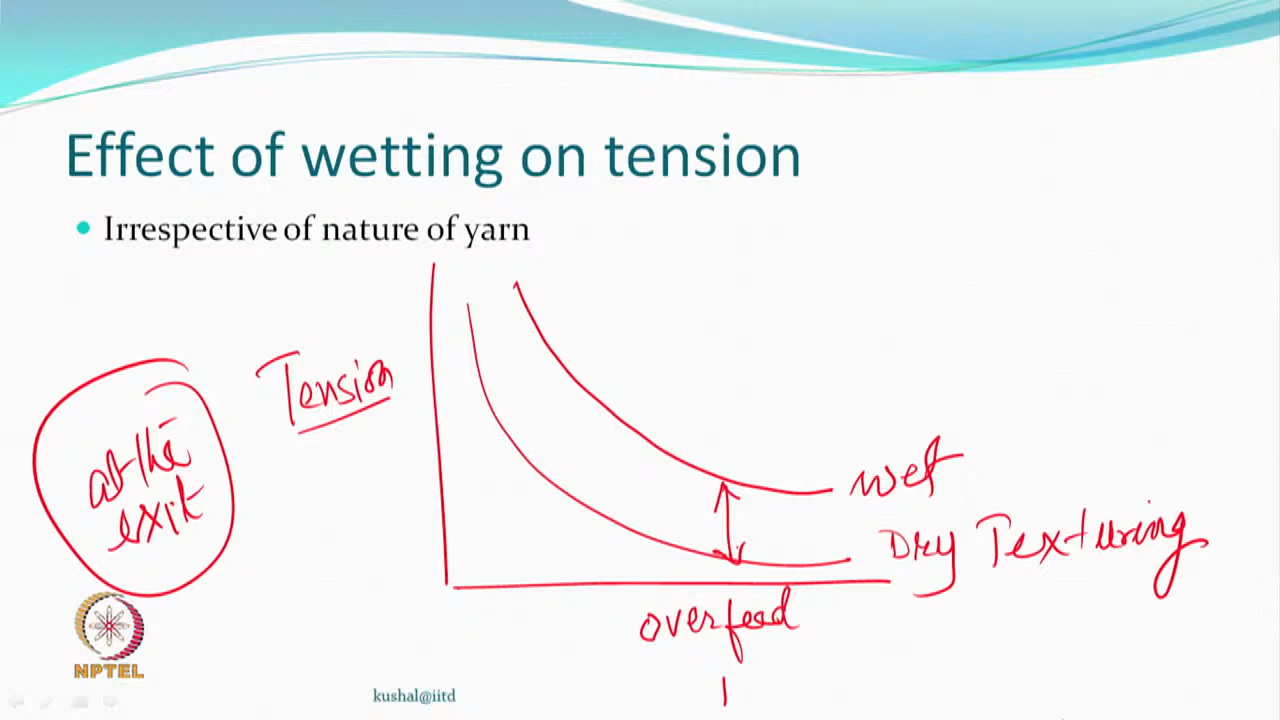 Effect of wetting on tension
Irrespective of nature of yarn
Tension
at the
exit
wet
Dry Texturing
overfeed
NPTEL
kushal@iitd